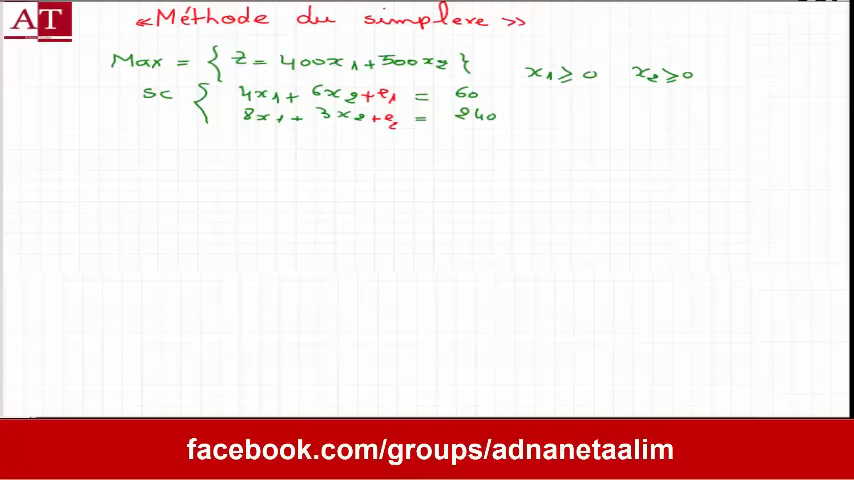 AT
« Méthode du simplexe »
Max = { Z = 400x1 + 500x2 }
x1 ≥ 0 x2 ≥ 0
sc { 4x1 + 6x2 + e1 = 60
8x1 + 3x2 + e2 = 240
facebook.com/groups/adnanetaalim